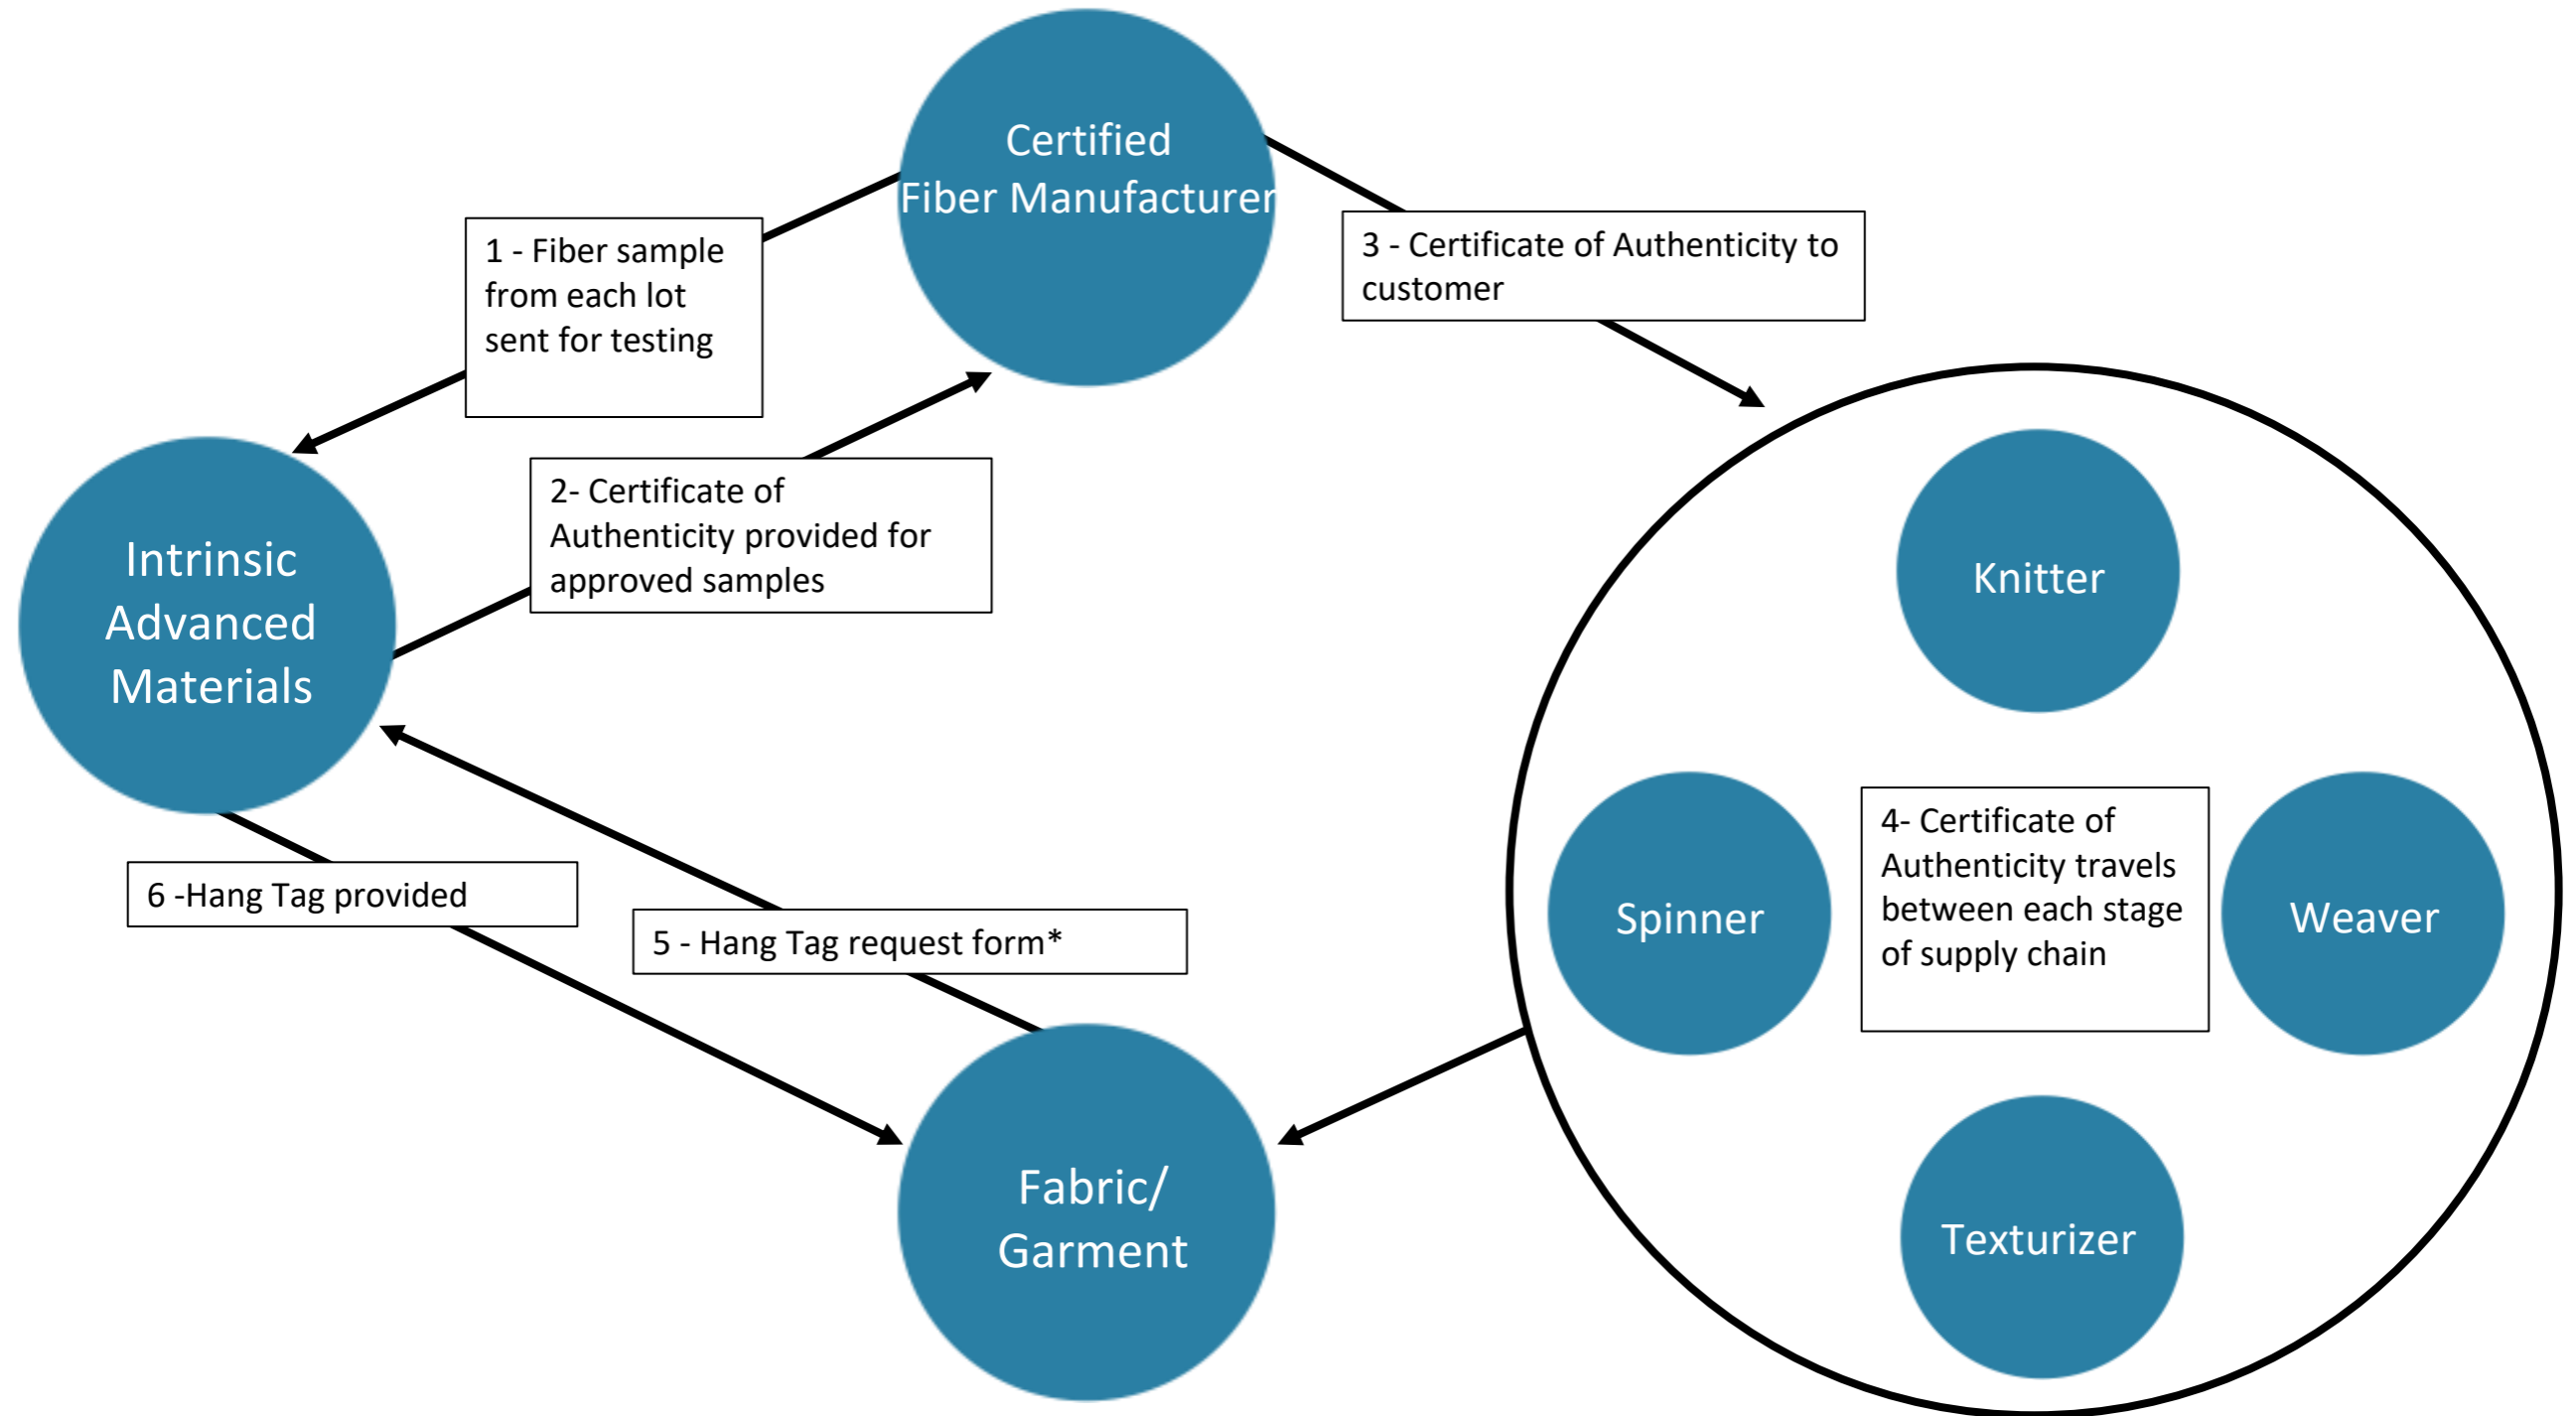 Certified
Fiber Manufacturer
1 - Fiber sample
from each lot
sent for testing
3 - Certificate of Authenticity to
customer
2- Certificate of
Authenticity provided for
approved samples
Intrinsic
Advanced
Materials
Knitter
Spinner
4- Certificate of
Authenticity travels
between each stage
of supply chain
Weaver
6 -Hang Tag provided
5 - Hang Tag request form*
Fabric/
Garment
Texturizer